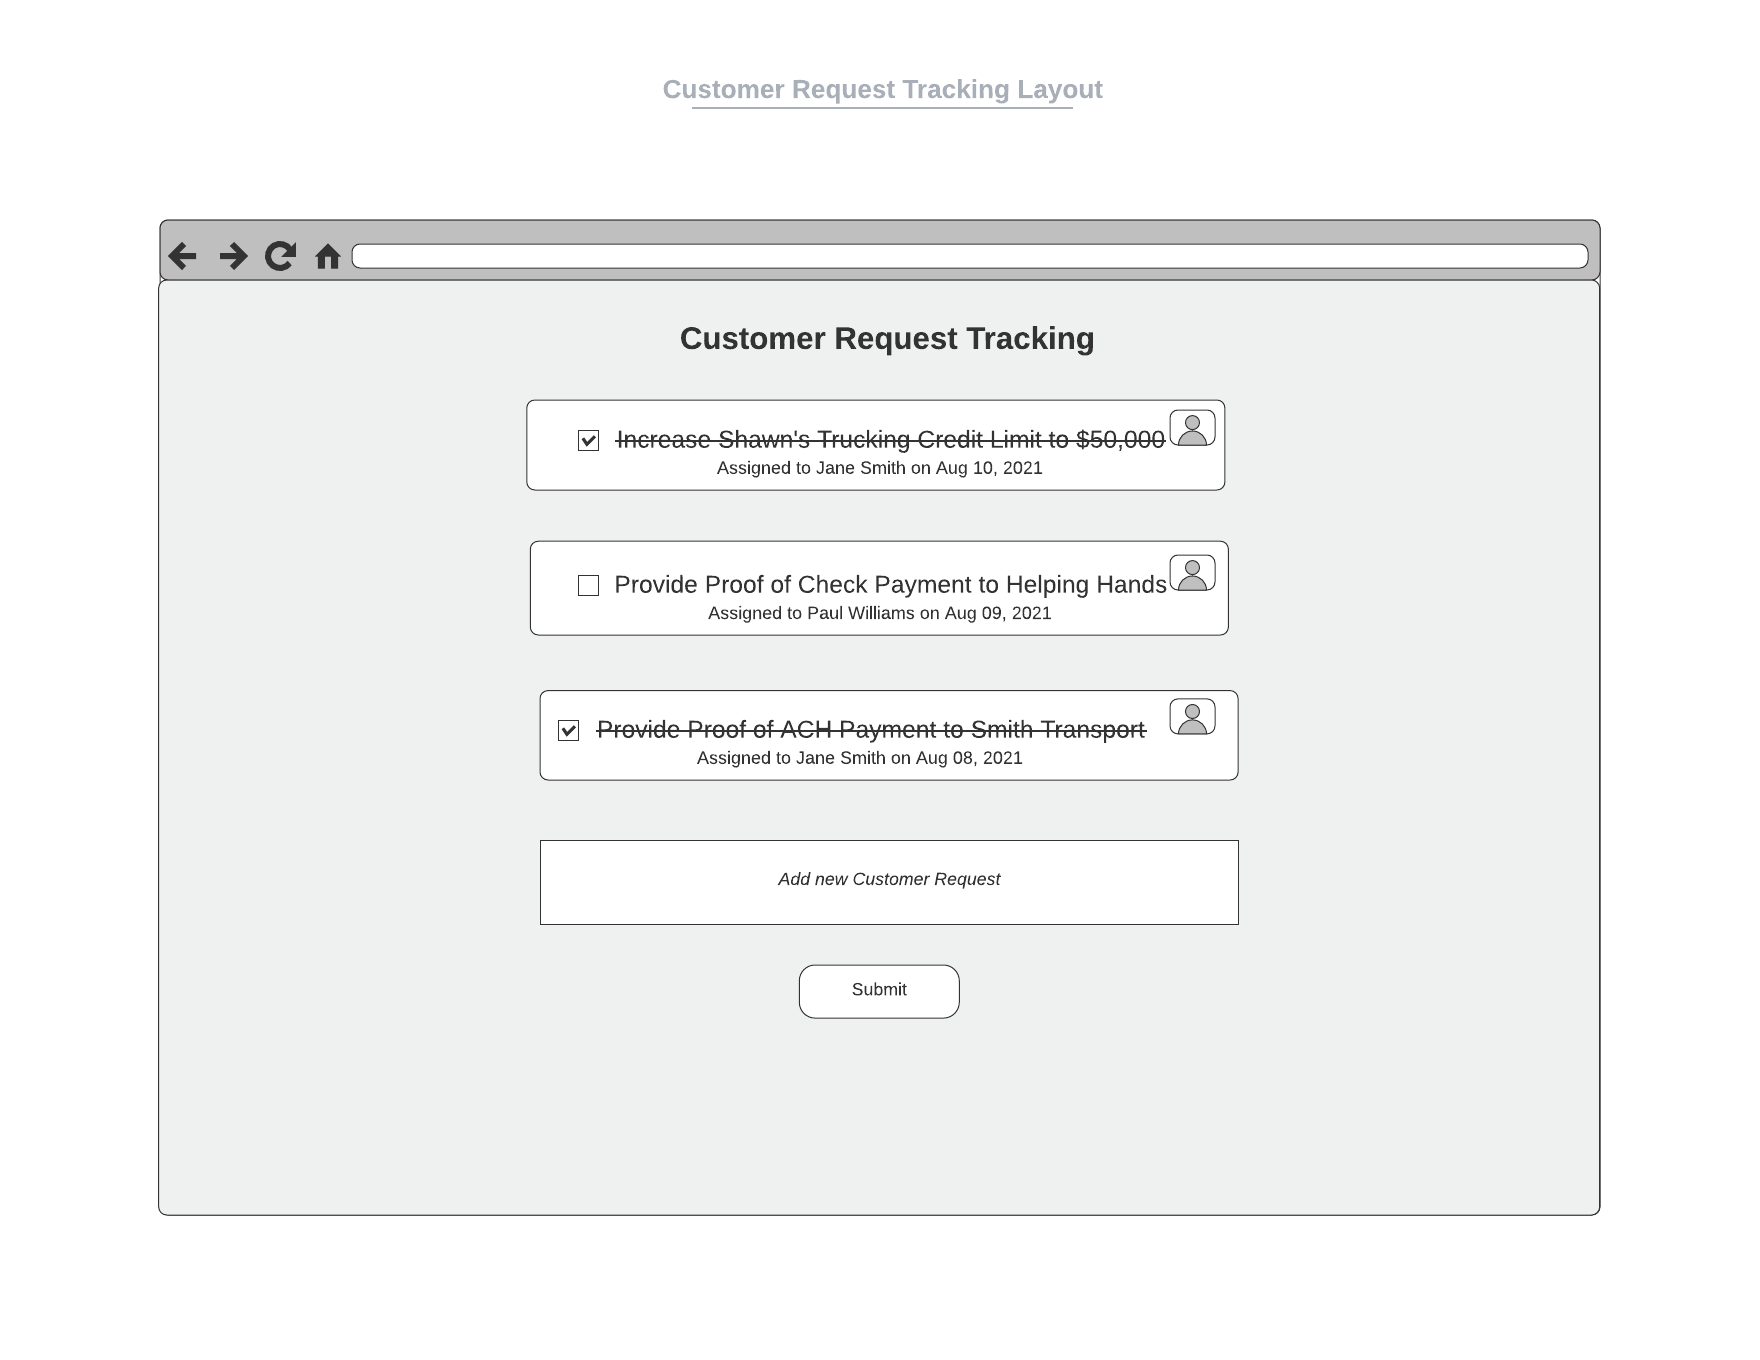 Customer Request Tracking Layout
Customer Request Tracking
Increase Shawn's Trucking Credit Limit to $50,000
Assigned to Jane Smith on Aug 10, 2021
Provide Proof of Check Payment to Helping Hands
Assigned to Paul Williams on Aug 09, 2021
Provide Proof of ACH Payment to Smith Transport
Assigned to Jane Smith on Aug 08, 2021
Add new Customer Request
Submit